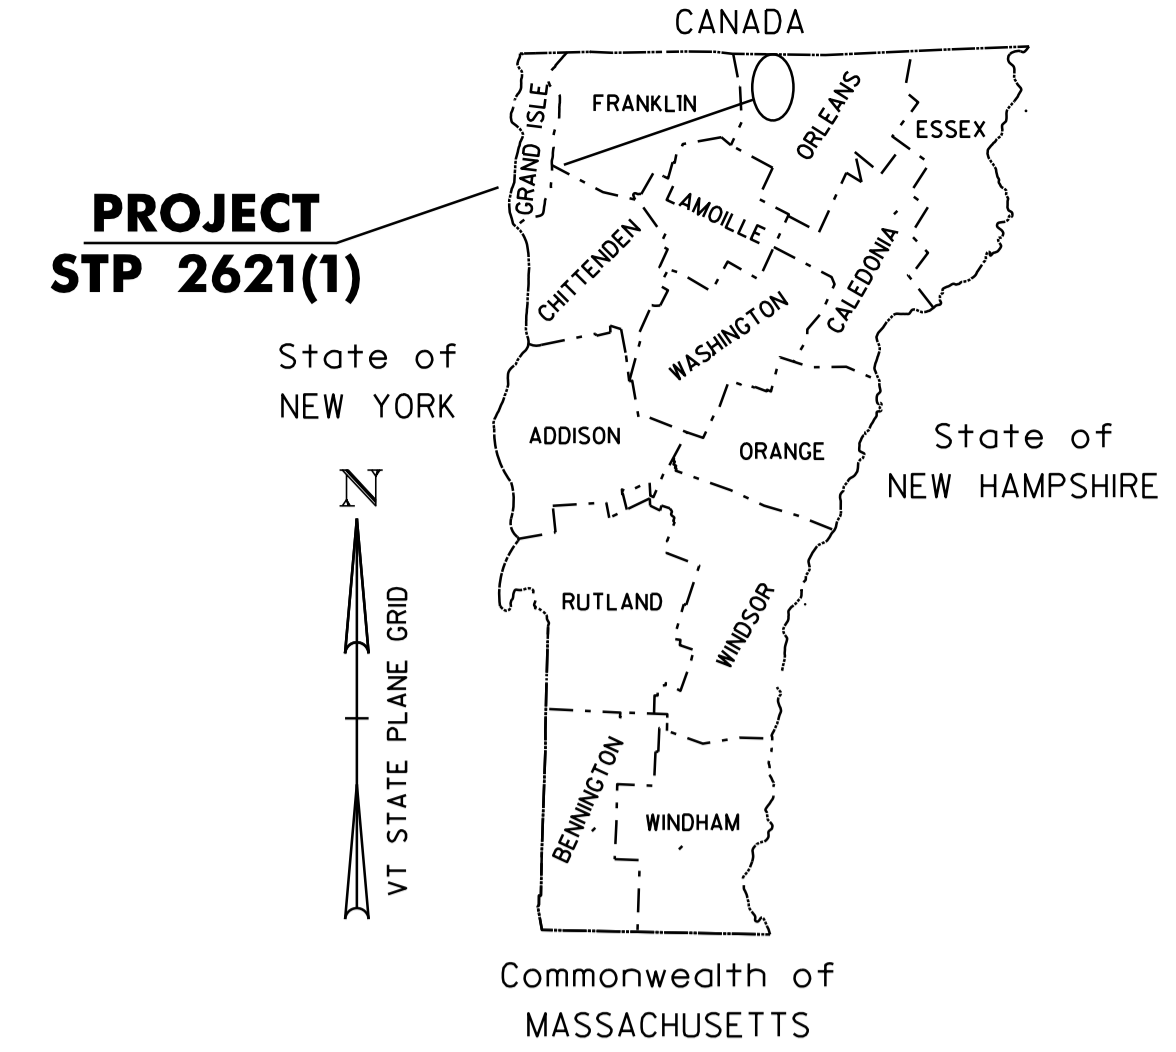 CANADA
FRANKLIN
GRAND ISLE
ORLEANS
ESSEX
PROJECT
STP 2621(1)
LAMOILLE
CHITTENDEN
CALEDONIA
WASHINGTON
State of
NEW YORK
ADDISON
ORANGE
State of
NEW HAMPSHIRE
N
VT STATE PLANE GRID
RUTLAND
WINDSOR
BENNINGTON
WINDHAM
Commonwealth of
MASSACHUSETTS